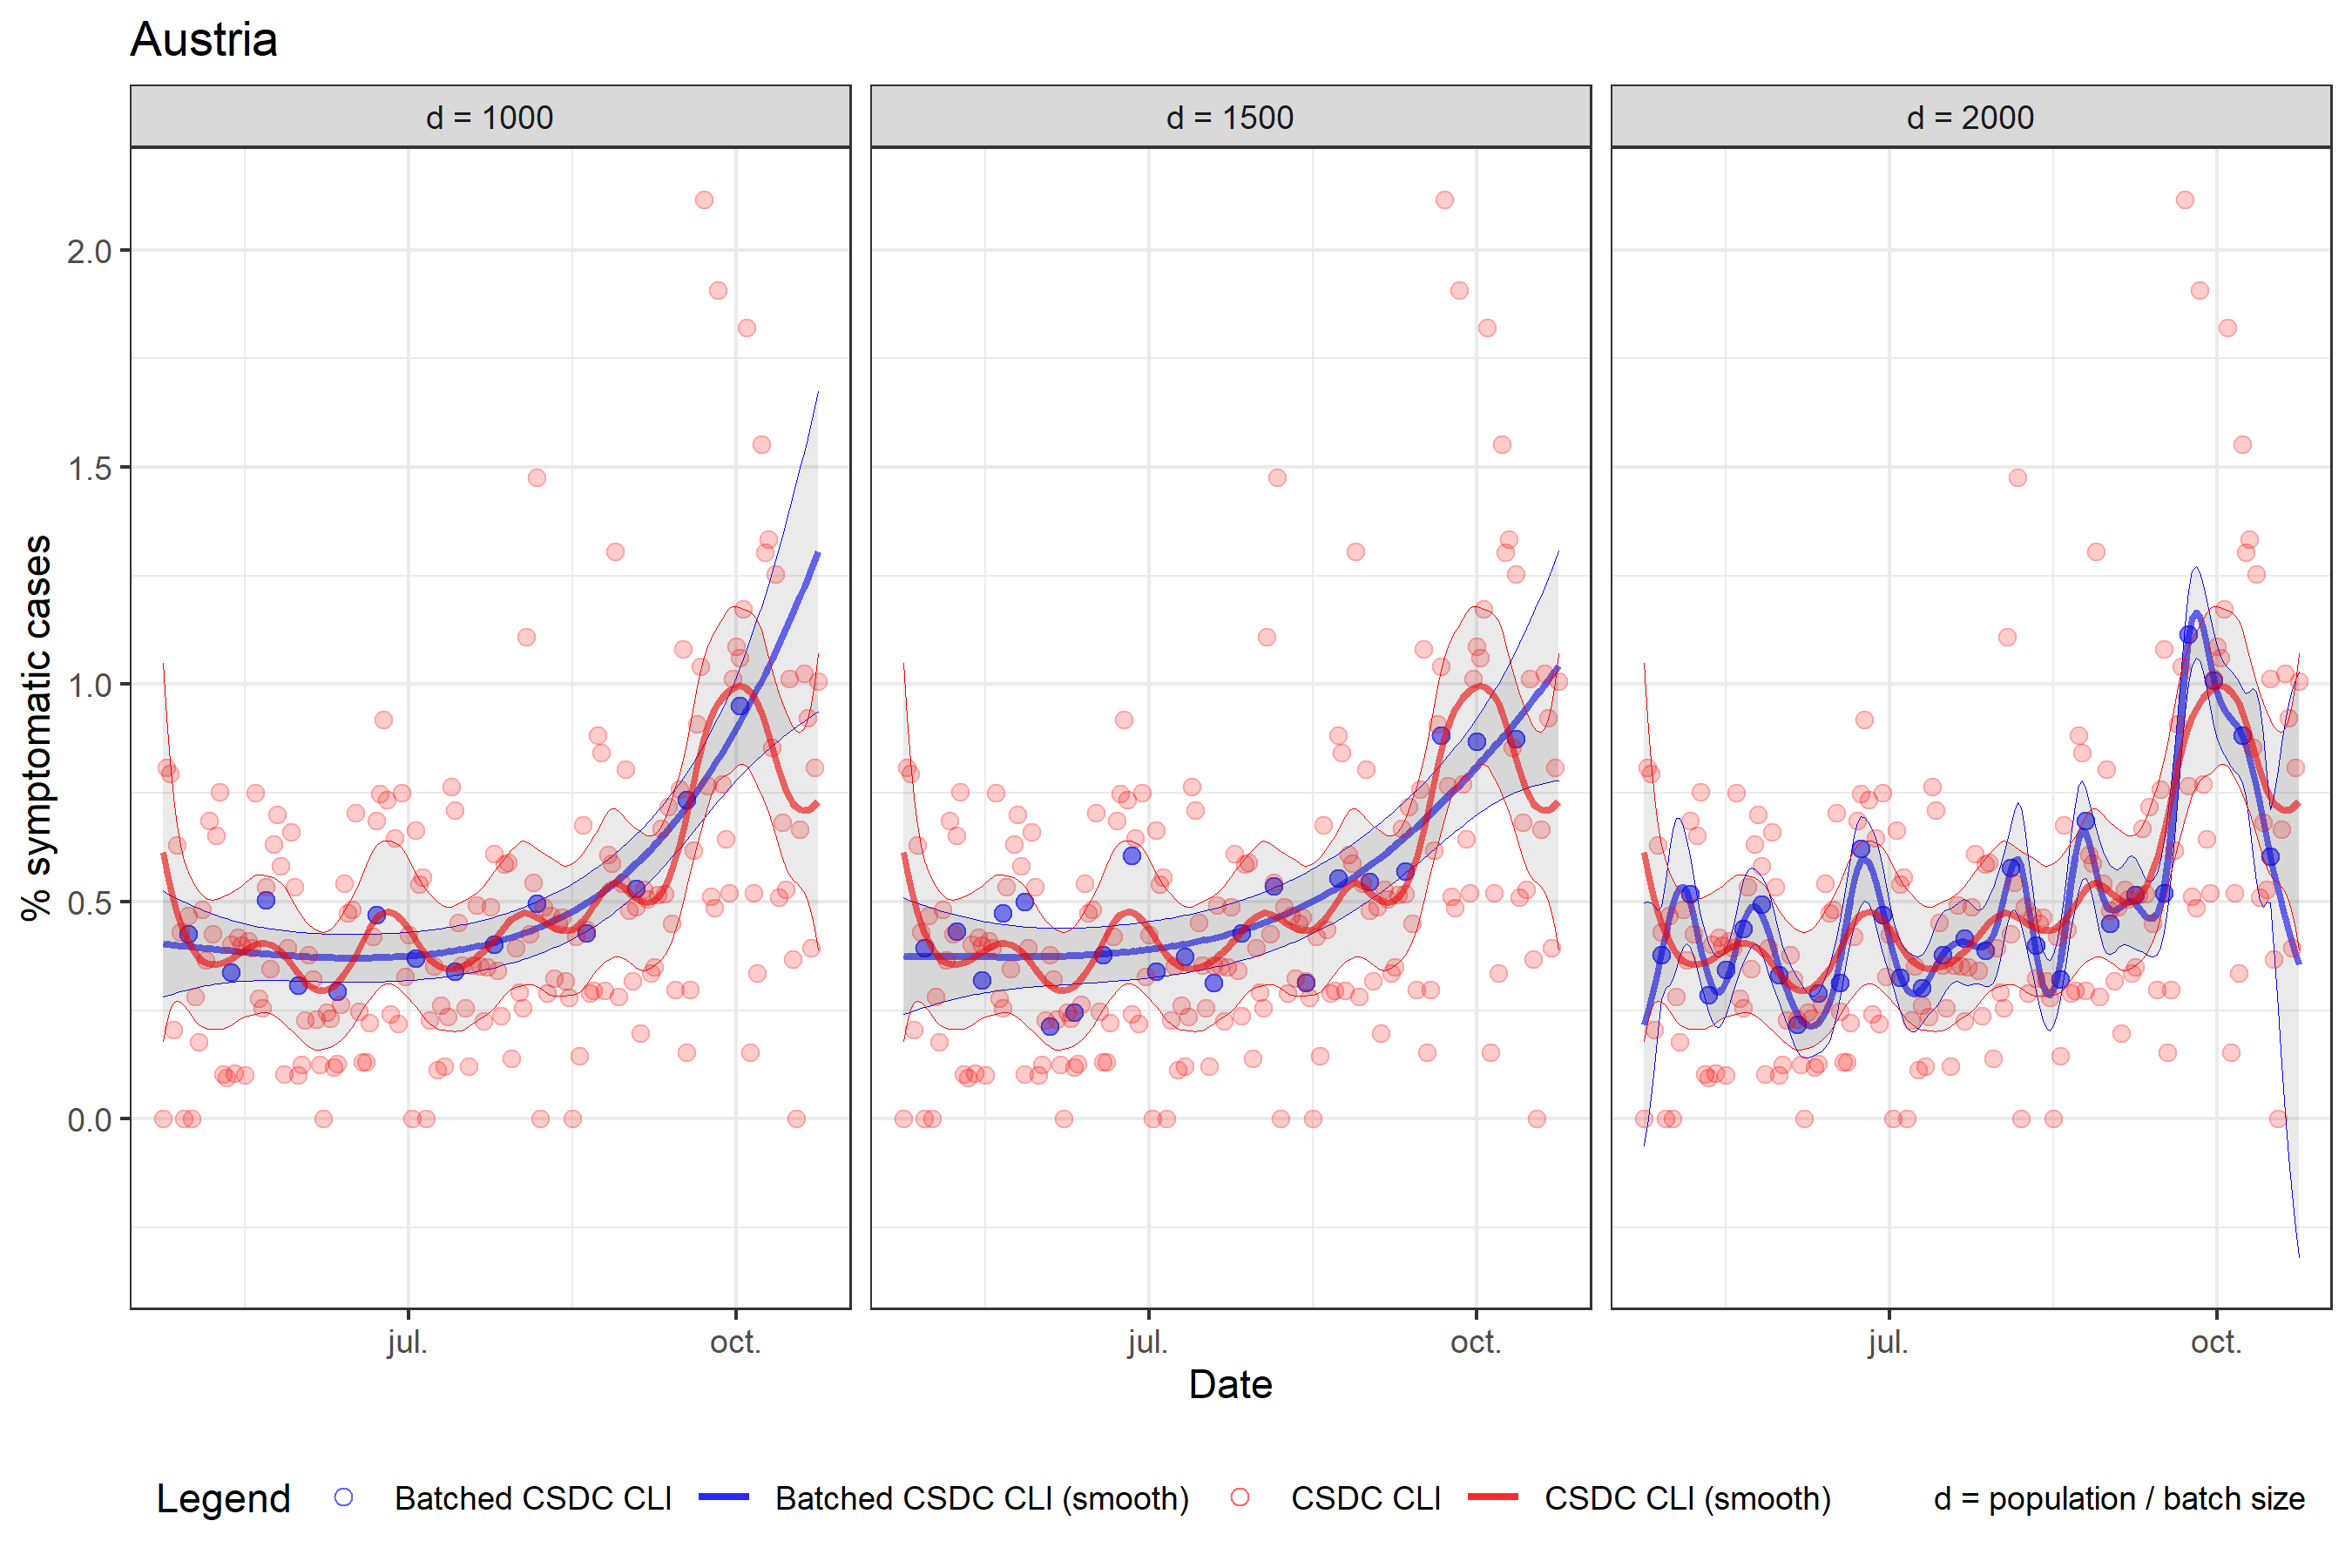 Austria
d = 1000
d = 1500
d = 2000
% symptomatic cases
2.0
1.5
1.0
0.5
0.0
jul.
oct.
jul.
oct.
jul.
oct.
Date
Legend
Batched CSDC CLI
Batched CSDC CLI (smooth)
CSDC CLI
CSDC CLI (smooth)
d = population / batch size